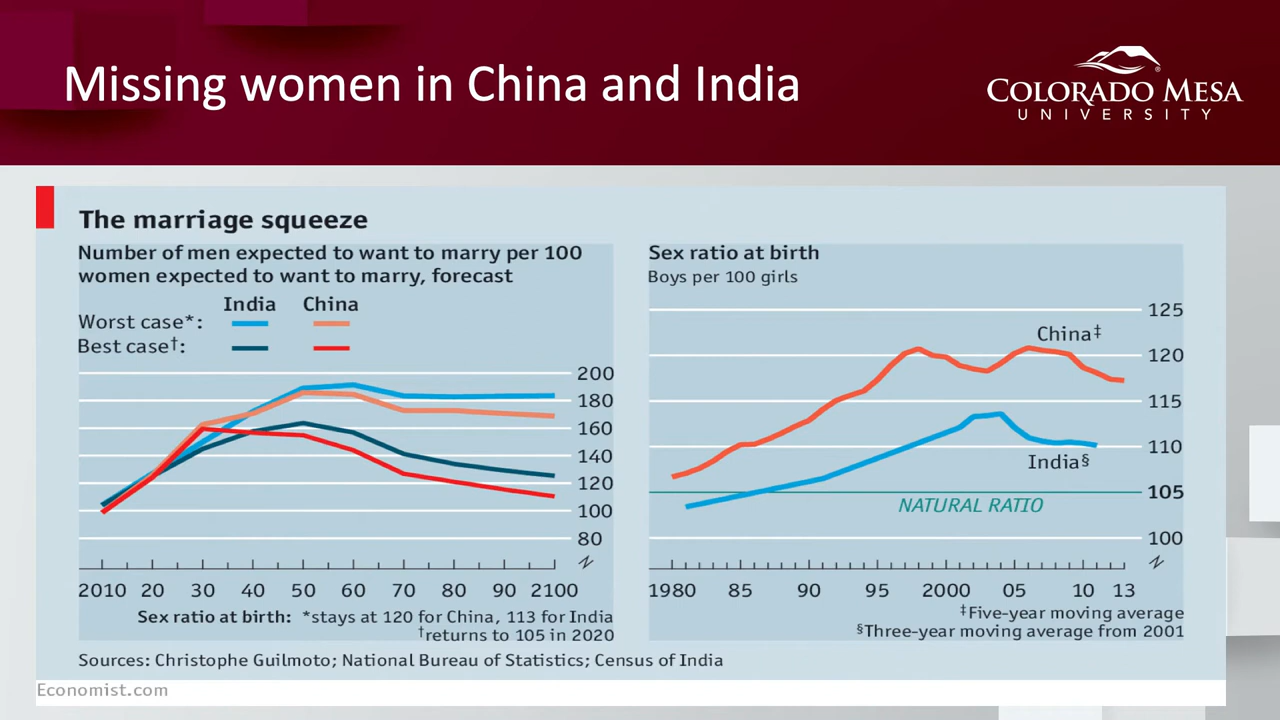 Missing women in China and India
COLORADO MESA
UNIVERSITY
The marriage squeeze
Number of men expected to want to marry per 100
women expected to want to marry, forecast
India China
Worst case*:
Best case†:
200
180
160
140
120
100
80
2010 20 30 40 50 60 70 80 90 2100
Sex ratio at birth: *stays at 120 for China, 113 for India
†returns to 105 in 2020
Sex ratio at birth
Boys per 100 girls
125
China‡
120
115
110
India§
105
NATURAL RATIO
100
1980 85 90 95 2000 05 10 13
‡Five-year moving average
§Three-year moving average from 2001
Sources: Christophe Guilmoto; National Bureau of Statistics; Census of India
Economist.com